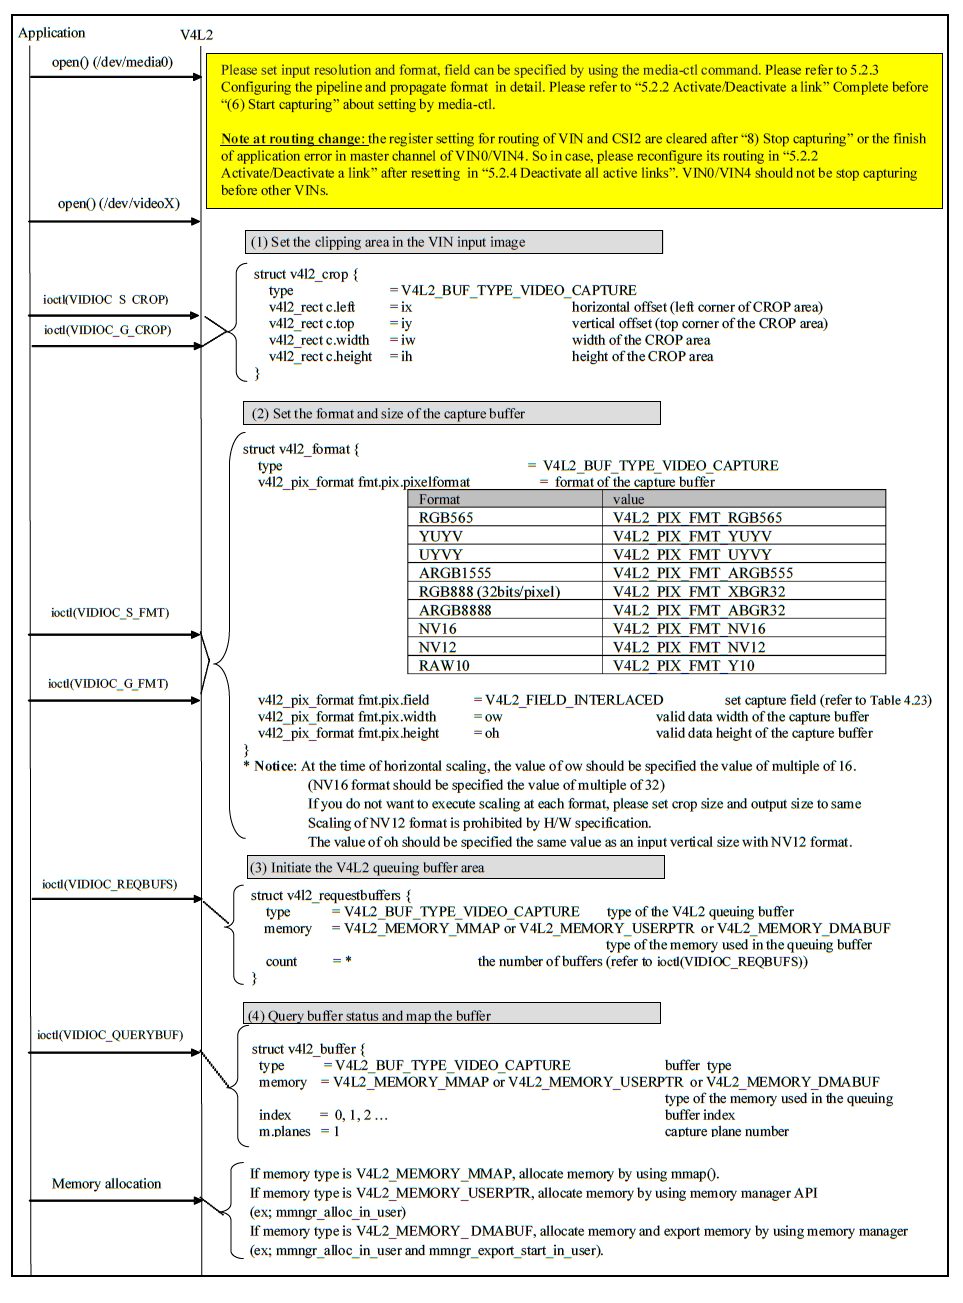 Application
V4L2
open() (/dev/media0)
Please set input resolution and format, field can be specified by using the media-ctl command. Please refer to 5.2.3
Configuring the pipeline and propagate format in detail. Please refer to “5.2.2 Activate/Deactivate a link” Complete before
“(6) Start capturing” about setting by media-ctl.
Note at routing change: the register setting for routing of VIN and CSI2 are cleared after “8) Stop capturing” or the finish
of application error in master channel of VIN0/VIN4. So in case, please reconfigure its routing in “5.2.2
Activate/Deactivate a link” after resetting in “5.2.4 Deactivate all active links”. VIN0/VIN4 should not be stop capturing
before other VINs.
open() (/dev/videoX)
(1) Set the clipping area in the VIN input image
struct v4l2_crop {
type = V4L2_BUF_TYPE_VIDEO_CAPTURE
ioctl(VIDIOC_S_CROP)
v4l2_rect c.left = ix horizontal offset (left corner of CROP area)
v4l2_rect c.top = iy vertical offset (top corner of the CROP area)
ioctl(VIDIOC_G_CROP)
v4l2_rect c.width = iw width of the CROP area
v4l2_rect c.height = ih height of the CROP area
}
(2) Set the format and size of the capture buffer
struct v4l2_format {
type = V4L2_BUF_TYPE_VIDEO_CAPTURE
v4l2_pix_format fmt.pix.pixelformat = format of the capture buffer
Format value
RGB565 V4L2_PIX_FMT_RGB565
YUYV V4L2_PIX_FMT_YUYV
UYVY V4L2_PIX_FMT_UYVY
ARGB1555 V4L2_PIX_FMT_ARGB555
RGB888 (32bits/pixel) V4L2_PIX_FMT_XBGR32
ARGB8888 V4L2_PIX_FMT_ABGR32
NV16 V4L2_PIX_FMT_NV16
NV12 V4L2_PIX_FMT_NV12
RAW10 V4L2_PIX_FMT_Y10
ioctl(VIDIOC_S_FMT)
ioctl(VIDIOC_G_FMT)
v4l2_pix_format fmt.pix.field = V4L2_FIELD_INTERLACED set capture field (refer to Table 4.23)
v4l2_pix_format fmt.pix.width = ow valid data width of the capture buffer
v4l2_pix_format fmt.pix.height = oh valid data height of the capture buffer
}
* Notice: At the time of horizontal scaling, the value of ow should be specified the value of multiple of 16.
(NV16 format should be specified the value of multiple of 32)
If you do not want to execute scaling at each format, please set crop size and output size to same
Scaling of NV12 format is prohibited by H/W specification.
The value of oh should be specified the same value as an input vertical size with NV12 format.
(3) Initiate the V4L2 queuing buffer area
ioctl(VIDIOC_REQBUFS)
struct v4l2_requestbuffers {
type = V4L2_BUF_TYPE_VIDEO_CAPTURE type of the V4L2 queuing buffer
memory = V4L2_MEMORY_MMAP or V4L2_MEMORY_USERPTR or V4L2_MEMORY_DMABUF
type of the memory used in the queuing buffer
count = * the number of buffers (refer to ioctl(VIDIOC_REQBUFS))
}
(4) Query buffer status and map the buffer
ioctl(VIDIOC_QUERYBUF)
struct v4l2_buffer {
type = V4L2_BUF_TYPE_VIDEO_CAPTURE buffer type
memory = V4L2_MEMORY_MMAP or V4L2_MEMORY_USERPTR or V4L2_MEMORY_DMABUF
type of the memory used in the queuing
index = 0, 1, 2 … buffer index
m.planes = 1 capture plane number
Memory allocation
If memory type is V4L2_MEMORY_MMAP, allocate memory by using mmap().
If memory type is V4L2_MEMORY_USERPTR, allocate memory by using memory manager API
(ex; mmngr_alloc_in_user)
If memory type is V4L2_MEMORY_DMABUF, allocate memory and export memory by using memory manager
(ex; mmngr_alloc_in_user and mmngr_export_start_in_user).